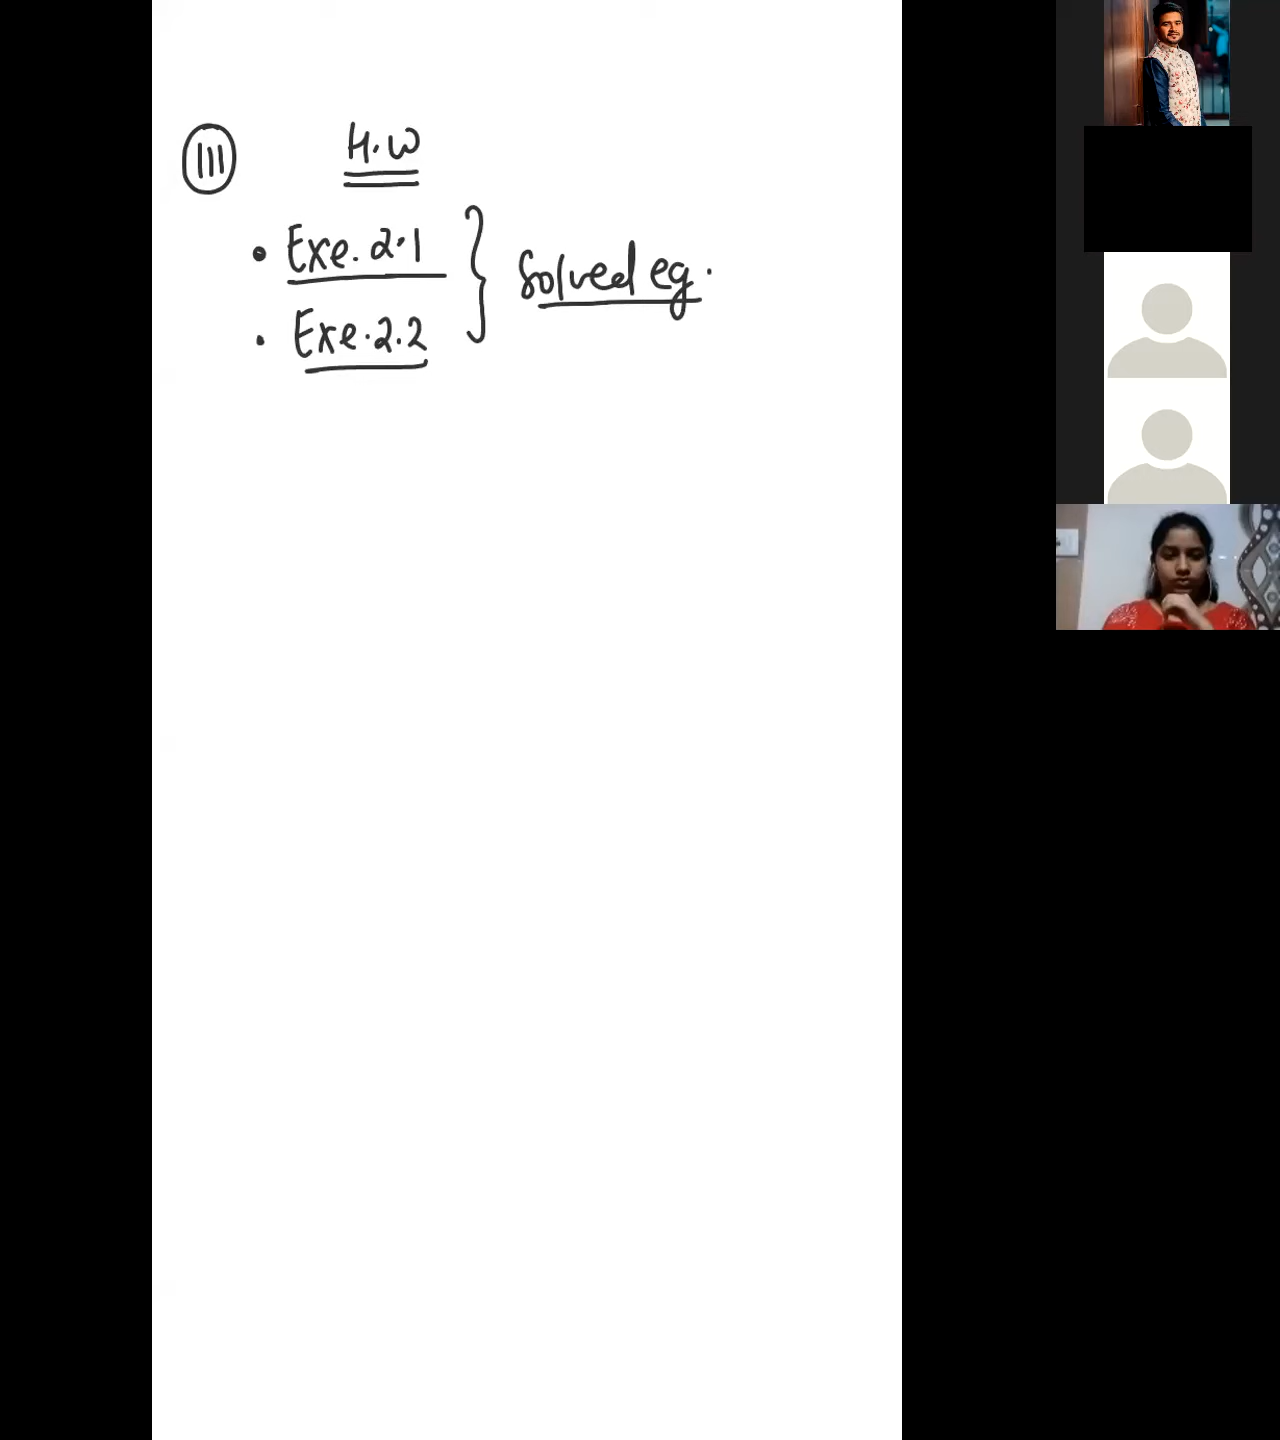 III H.W
• Exe. 2.1 } Solved eg.
• Exe. 2.2